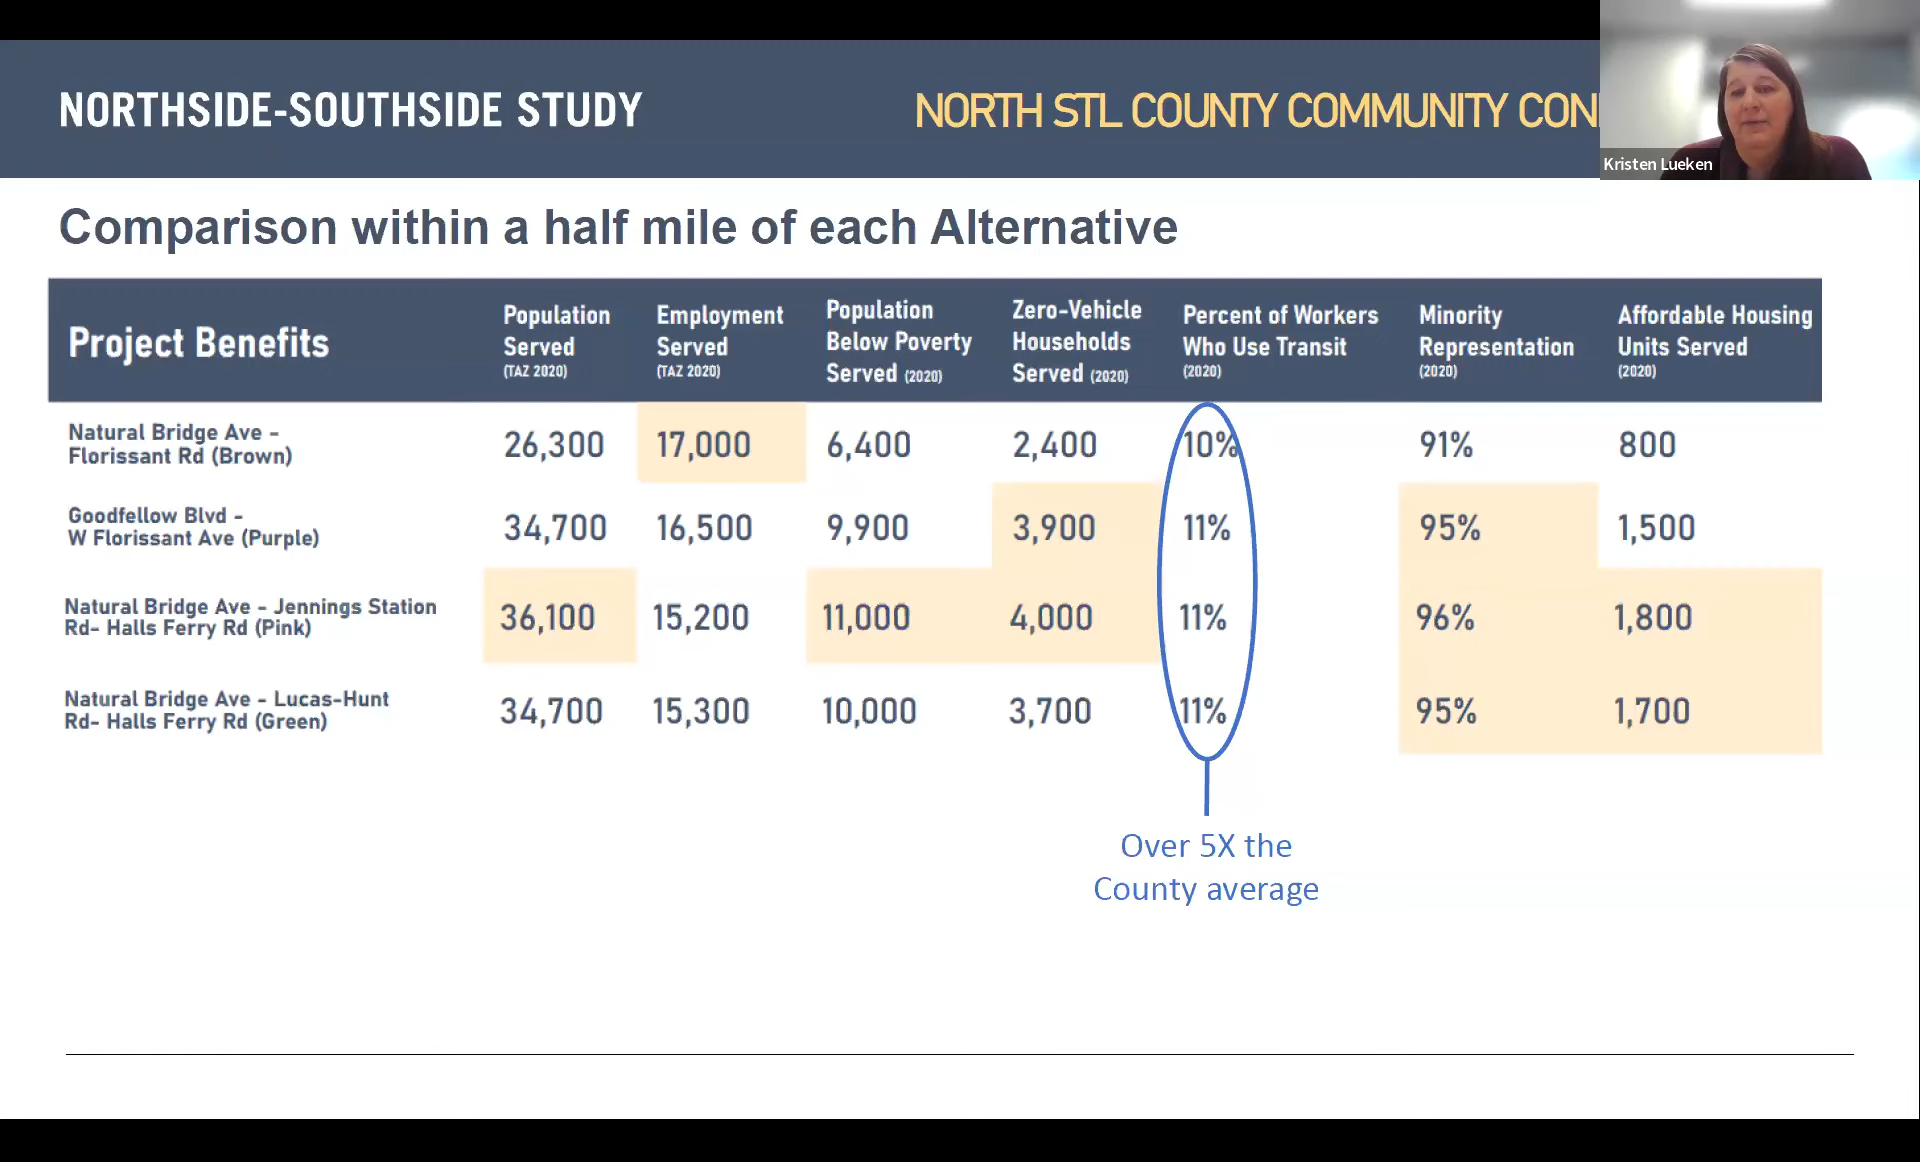 NORTHSIDE-SOUTHSIDE STUDY
NORTH STL COUNTY COMMUNITY CON
Kristen Lueken
Comparison within a half mile of each Alternative
Project Benefits
Population
Served
(TAZ 2020)
Employment
Served
(TAZ 2020)
Population
Below Poverty
Served (2020)
Zero-Vehicle
Households
Served (2020)
Percent of Workers
Who Use Transit
(2020)
Minority
Representation
(2020)
Affordable Housing
Units Served
(2020)
Natural Bridge Ave -
Florissant Rd (Brown)
26,300 17,000 6,400 2,400 10% 91% 800
Goodfellow Blvd -
W Florissant Ave (Purple)
34,700 16,500 9,900 3,900 11% 95% 1,500
Natural Bridge Ave - Jennings Station
Rd- Halls Ferry Rd (Pink)
36,100 15,200 11,000 4,000 11% 96% 1,800
Natural Bridge Ave - Lucas-Hunt
Rd- Halls Ferry Rd (Green)
34,700 15,300 10,000 3,700 11% 95% 1,700
Over 5X the
County average